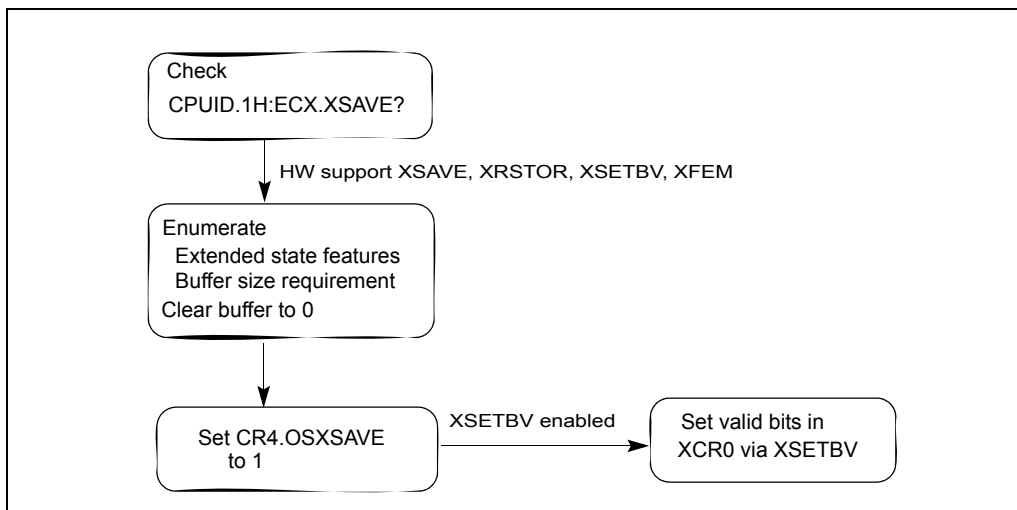 Check
CPUID.1H:ECX.XSAVE?
HW support XSAVE, XRSTOR, XSETBV, XFEM
Enumerate
Extended state features
Buffer size requirement
Clear buffer to 0
Set CR4.OSXSAVE
to 1
XSETBV enabled
Set valid bits in
XCR0 via XSETBV